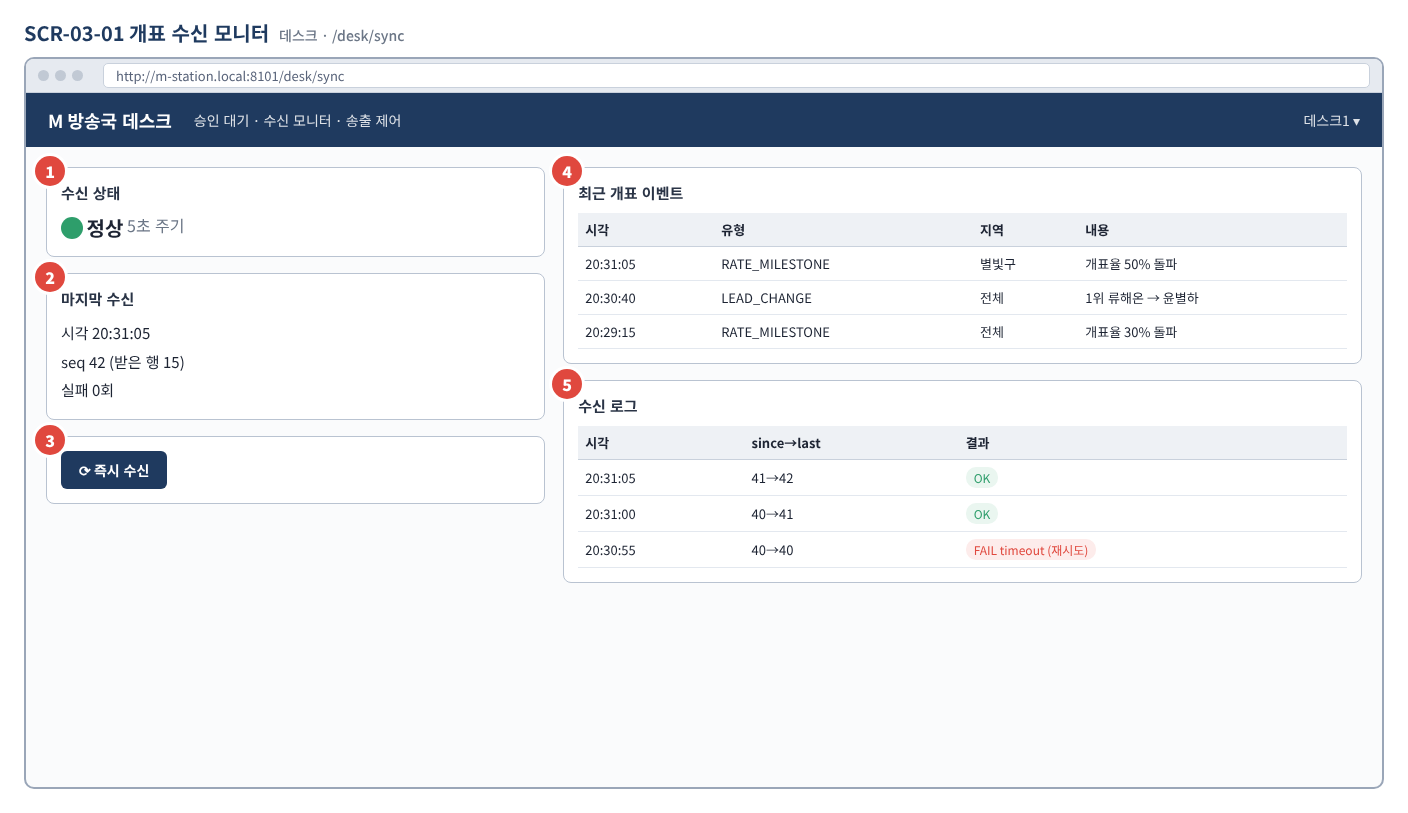 SCR-03-01 개표 수신 모니터 데스크 · /desk/sync
http://m-station.local:8101/desk/sync
M 방송국 데스크 승인 대기 · 수신 모니터 · 송출 제어 데스크1 ▾
1
수신 상태
정상 5초 주기
2
마지막 수신
시각 20:31:05
seq 42 (받은 행 15)
실패 0회
3
⟳ 즉시 수신
4
최근 개표 이벤트
시각 유형 지역 내용
20:31:05 RATE_MILESTONE 별빛구 개표율 50% 돌파
20:30:40 LEAD_CHANGE 전체 1위 류해온 → 윤별하
20:29:15 RATE_MILESTONE 전체 개표율 30% 돌파
5
수신 로그
시각 since→last 결과
20:31:05 41→42 OK
20:31:00 40→41 OK
20:30:55 40→40 FAIL timeout (재시도)